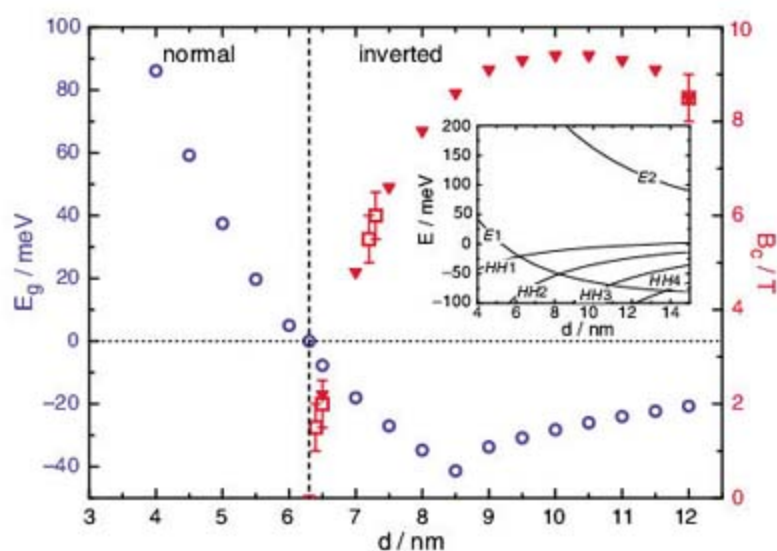 normal inverted
E_g / meV
100
80
60
40
20
0
−20
−40
3 4 5 6 7 8 9 10 11 12
d / nm
B_c / T
10
8
6
4
2
0
E / meV
200
150
100
50
0
−50
−100
E2
E1
HH1
HH2
HH3
HH4
4 6 8 10 12 14
d / nm